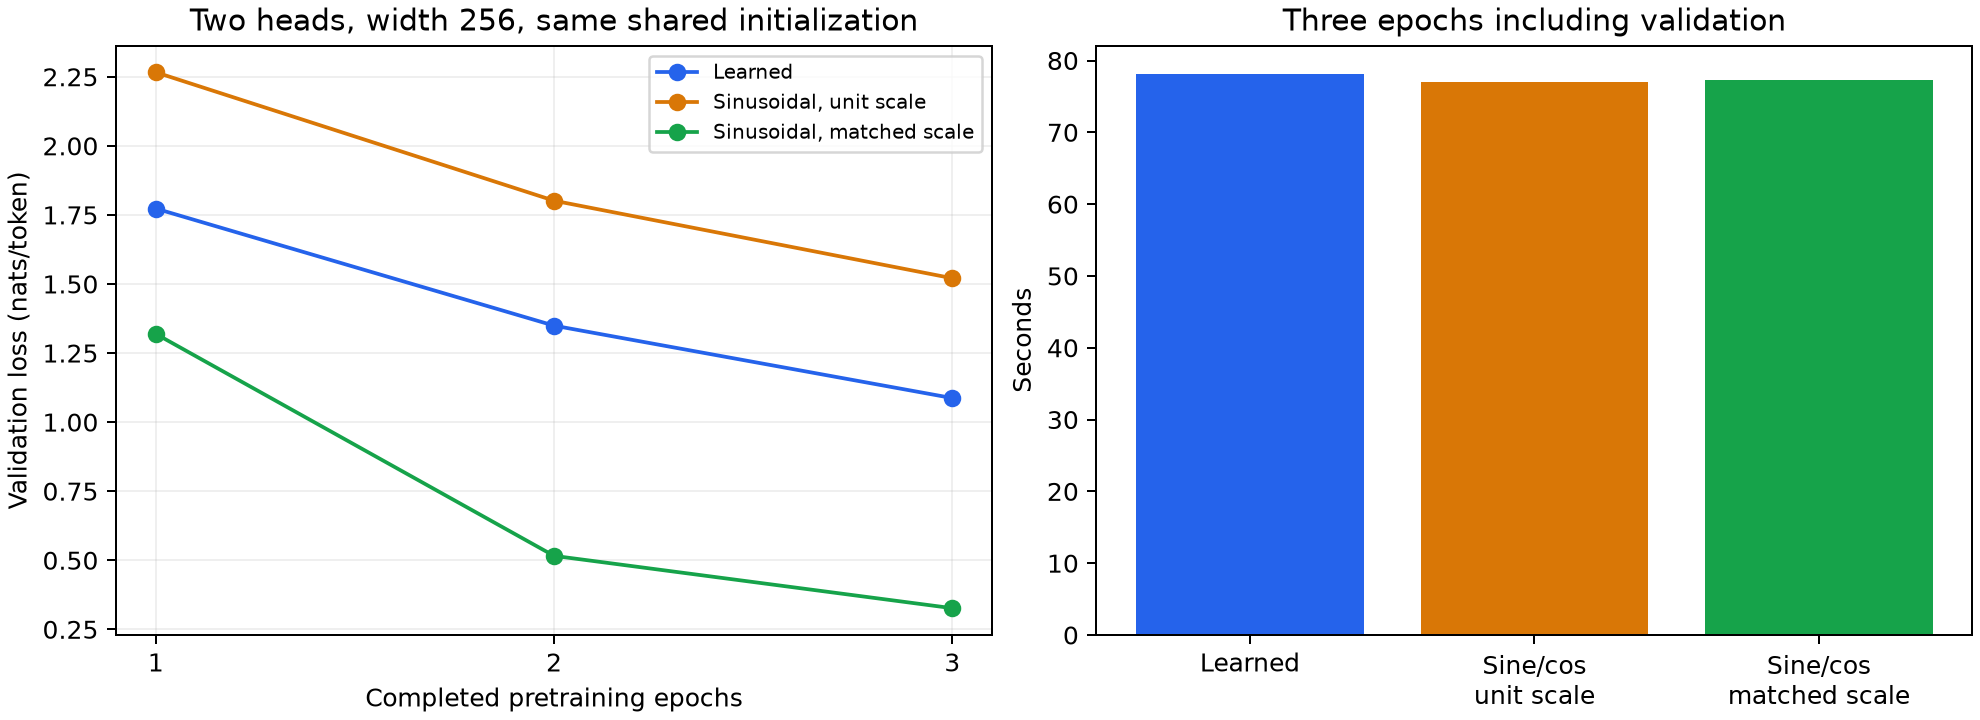 Two heads, width 256, same shared initialization
Validation loss (nats/token)
2.25
2.00
1.75
1.50
1.25
1.00
0.75
0.50
0.25
Learned
Sinusoidal, unit scale
Sinusoidal, matched scale
1 2 3
Completed pretraining epochs
Three epochs including validation
Seconds
80
70
60
50
40
30
20
10
0
Learned
Sine/cos
unit scale
Sine/cos
matched scale